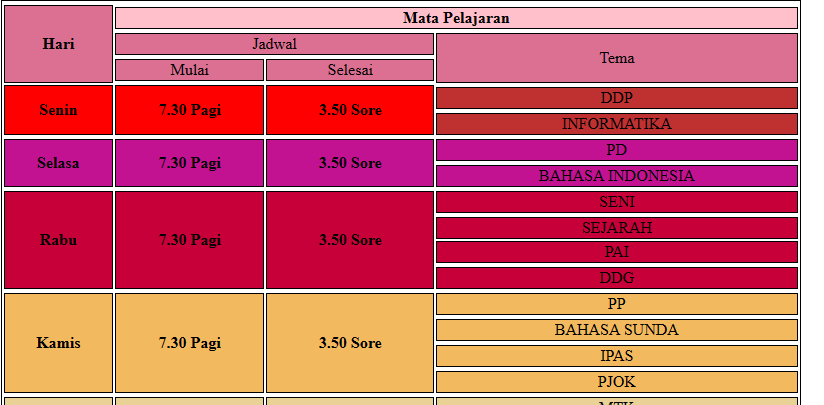 Hari
Mata Pelajaran
Jadwal
Tema
Mulai
Selesai
Senin
7.30 Pagi
3.50 Sore
DDP
INFORMATIKA
Selasa
7.30 Pagi
3.50 Sore
PD
BAHASA INDONESIA
Rabu
7.30 Pagi
3.50 Sore
SENI
SEJARAH
PAI
DDG
Kamis
7.30 Pagi
3.50 Sore
PP
BAHASA SUNDA
IPAS
PJOK